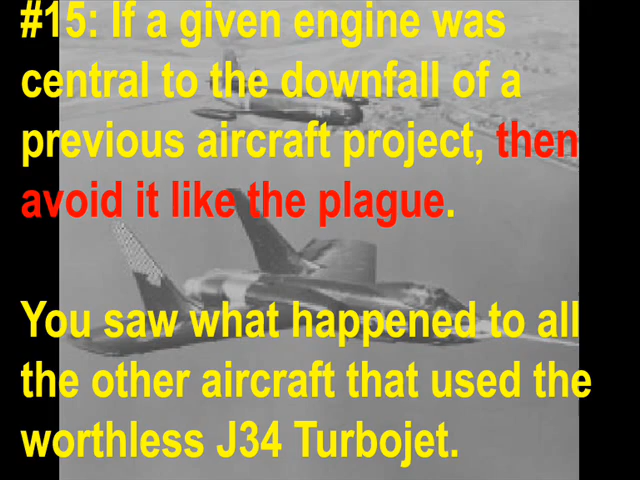 #15: If a given engine was
central to the downfall of a
previous aircraft project, then
avoid it like the plague.
You saw what happened to all
the other aircraft that used the
worthless J34 Turbojet.